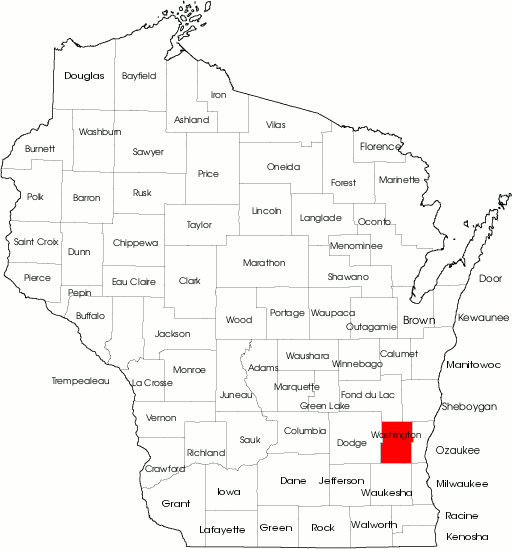 Douglas
Bayfield
Iron
Ashland
Vilas
Washburn
Burnett
Sawyer
Florence
Oneida
Price
Forest
Marinette
Rusk
Polk
Barron
Lincoln
Langlade
Oconto
Taylor
Saint Croix
Dunn
Chippewa
Menominee
Marathon
Shawano
Pierce
Eau Claire
Clark
Door
Pepin
Buffalo
Wood
Portage
Waupaca
Outagamie
Brown
Kewaunee
Jackson
Waushara
Winnebago
Calumet
Manitowoc
Monroe
Adams
Trempealeau
La Crosse
Marquette
Juneau
Fond du Lac
Green Lake
Sheboygan
Vernon
Columbia
Washington
Sauk
Dodge
Ozaukee
Richland
Crawford
Dane
Jefferson
Milwaukee
Iowa
Waukesha
Grant
Racine
Lafayette
Green
Rock
Walworth
Kenosha